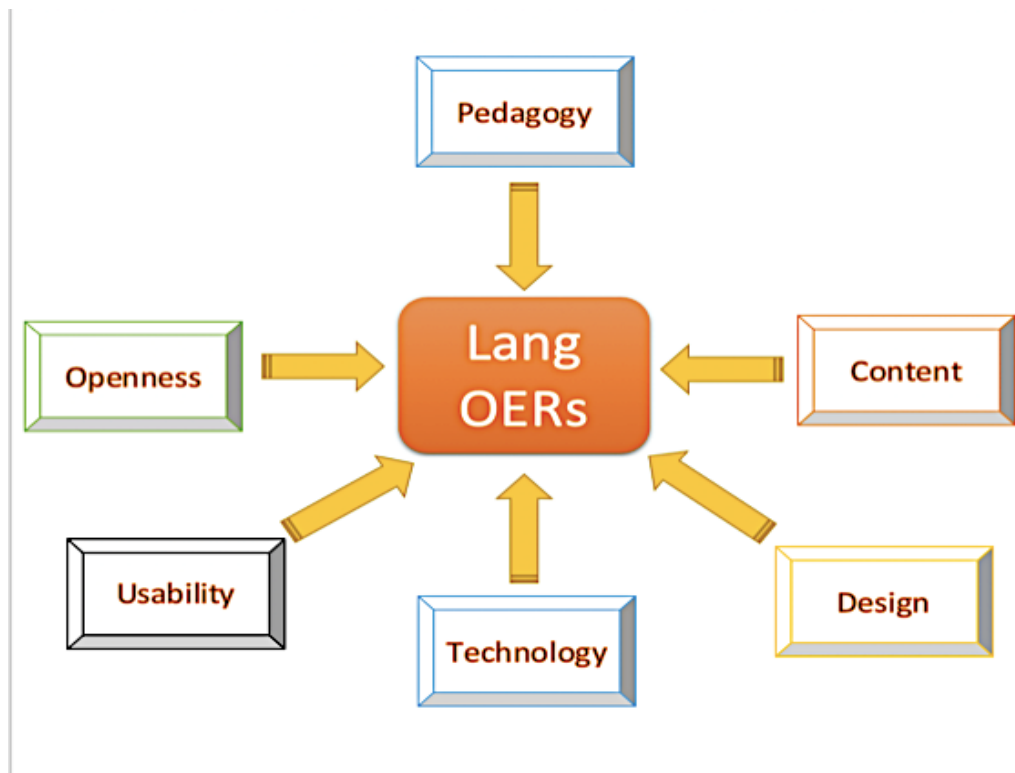 Pedagogy
Openness
Lang
OERs
Content
Usability
Technology
Design